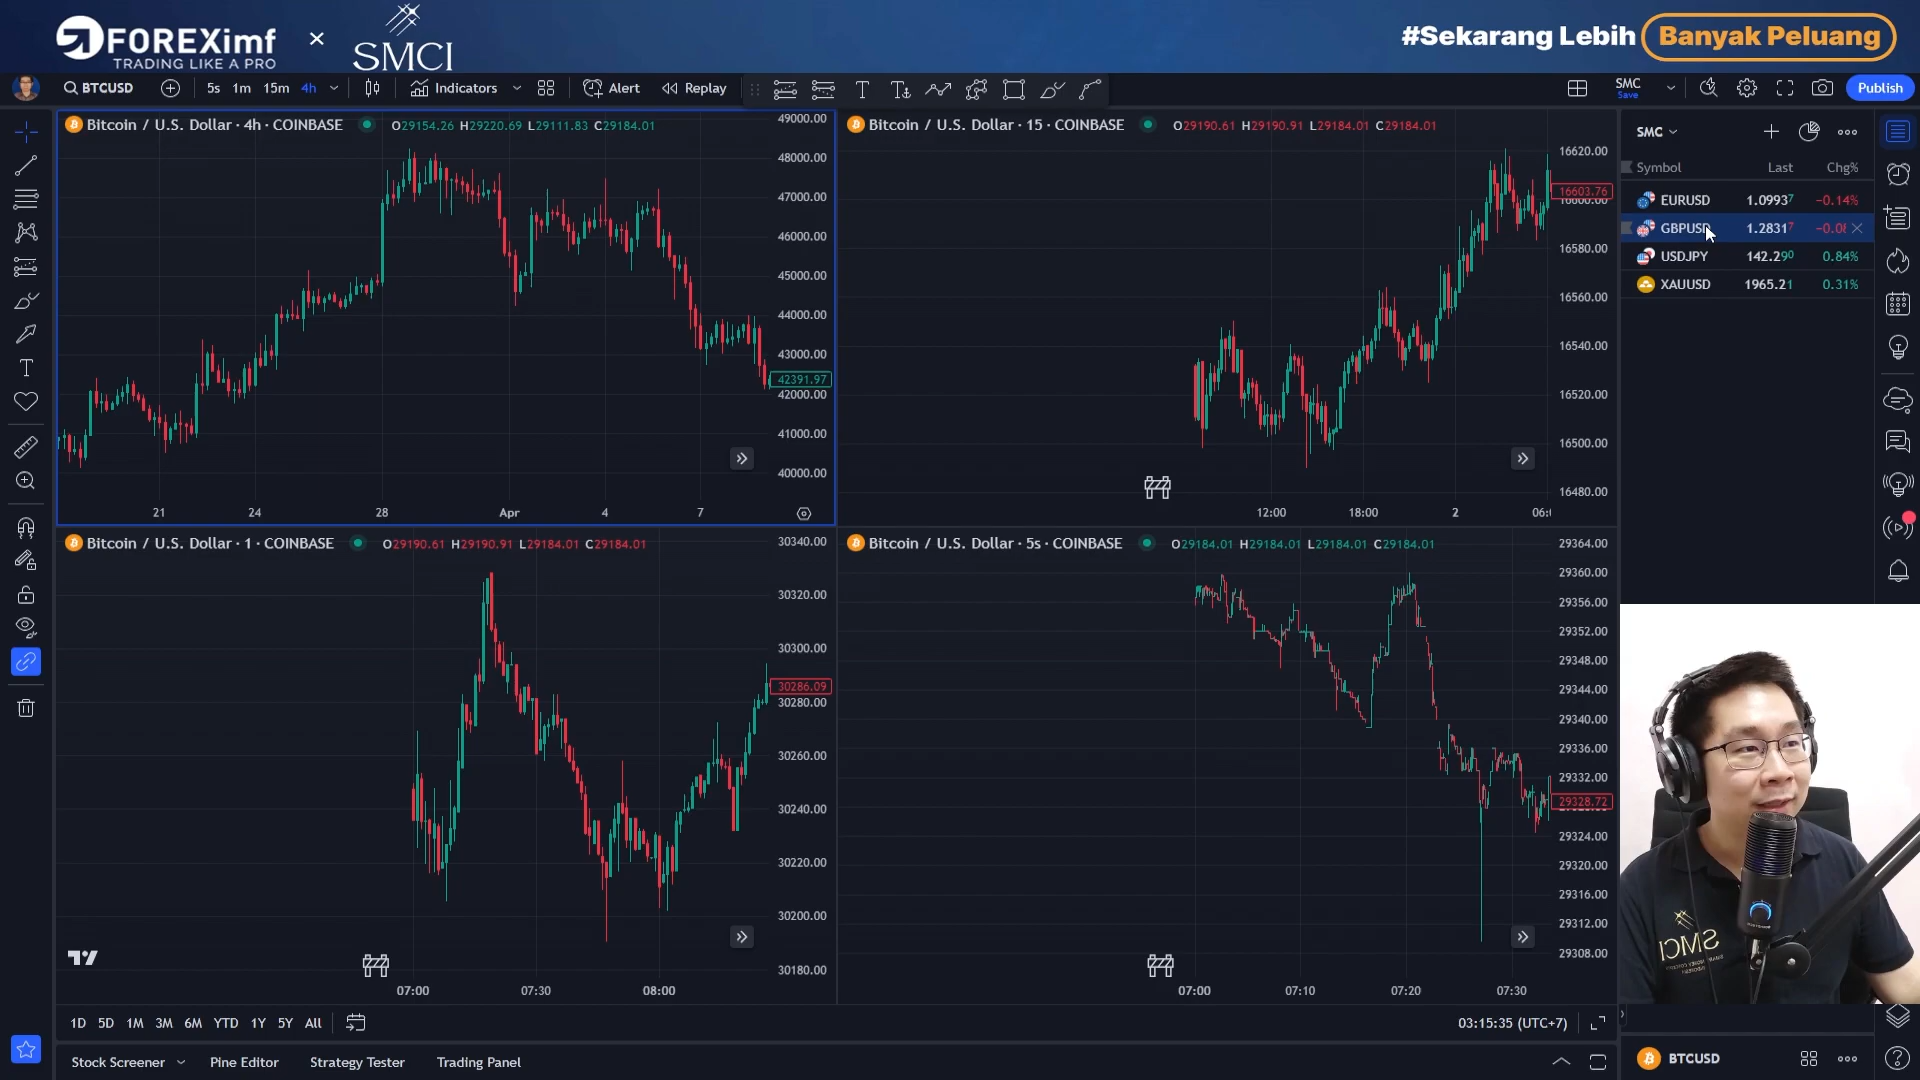 FOREXimf
TRADING LIKE A PRO
×
SMCI
#Sekarang Lebih Banyak Peluang
BTCUSD
5s 1m 15m 4h
Indicators
Alert
Replay
SMC
Save
Publish
Bitcoin / U.S. Dollar · 4h · COINBASE
O29154.26 H29220.69 L29111.83 C29184.01
49000.00
48000.00
47000.00
46000.00
45000.00
44000.00
43000.00
42391.97
42000.00
41000.00
40000.00
21 24 28 Apr 4 7
Bitcoin / U.S. Dollar · 15 · COINBASE
O29190.61 H29190.91 L29184.01 C29184.01
16620.00
16603.76
16600.00
16580.00
16560.00
16540.00
16520.00
16500.00
16480.00
12:00 18:00 2
SMC
Symbol Last Chg%
EURUSD 1.09937 −0.14%
GBPUSD 1.28317
USDJPY 142.290 0.84%
XAUUSD 1965.21 0.31%
Bitcoin / U.S. Dollar · 1 · COINBASE
O29190.61 H29190.91 L29184.01 C29184.01
30340.00
30320.00
30300.00
30286.09
30280.00
30260.00
30240.00
30220.00
30200.00
30180.00
07:00 07:30 08:00
Bitcoin / U.S. Dollar · 5s · COINBASE
O29184.01 H29184.01 L29184.01 C29184.01
29364.00
29360.00
29356.00
29352.00
29348.00
29344.00
29340.00
29336.00
29332.00
29328.72
29324.00
29320.00
29316.00
29312.00
29308.00
07:00 07:10 07:20 07:30
SMCI
1D 5D 1M 3M 6M YTD 1Y 5Y All
03:15:35 (UTC+7)
Stock Screener
Pine Editor
Strategy Tester
Trading Panel
BTCUSD